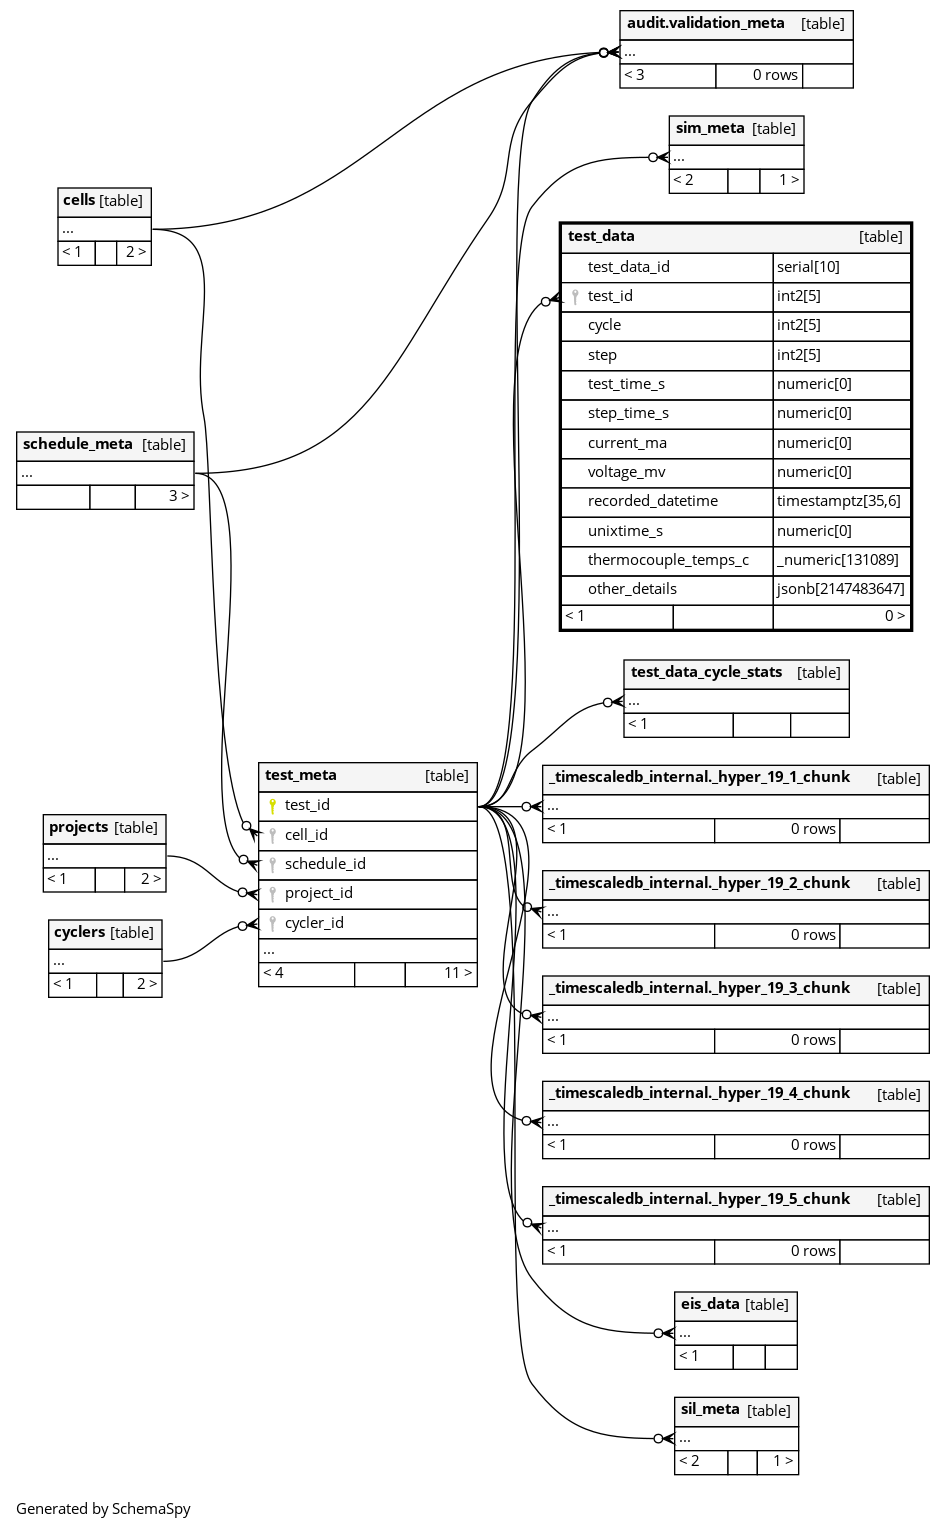 audit.validation_meta [table]
...
< 3 0 rows
sim_meta [table]
...
< 2 1 >
cells [table]
...
< 1 2 >
test_data [table]
test_data_id serial[10]
test_id int2[5]
cycle int2[5]
step int2[5]
test_time_s numeric[0]
step_time_s numeric[0]
current_ma numeric[0]
voltage_mv numeric[0]
recorded_datetime timestamptz[35,6]
unixtime_s numeric[0]
thermocouple_temps_c _numeric[131089]
other_details jsonb[2147483647]
< 1 0 >
schedule_meta [table]
...
3 >
test_data_cycle_stats [table]
...
< 1
test_meta [table]
test_id
cell_id
schedule_id
project_id
cycler_id
...
< 4 11 >
projects [table]
...
< 1 2 >
cyclers [table]
...
< 1 2 >
_timescaledb_internal._hyper_19_1_chunk [table]
...
< 1 0 rows
_timescaledb_internal._hyper_19_2_chunk [table]
...
< 1 0 rows
_timescaledb_internal._hyper_19_3_chunk [table]
...
< 1 0 rows
_timescaledb_internal._hyper_19_4_chunk [table]
...
< 1 0 rows
_timescaledb_internal._hyper_19_5_chunk [table]
...
< 1 0 rows
eis_data [table]
...
< 1
sil_meta [table]
...
< 2 1 >
Generated by SchemaSpy